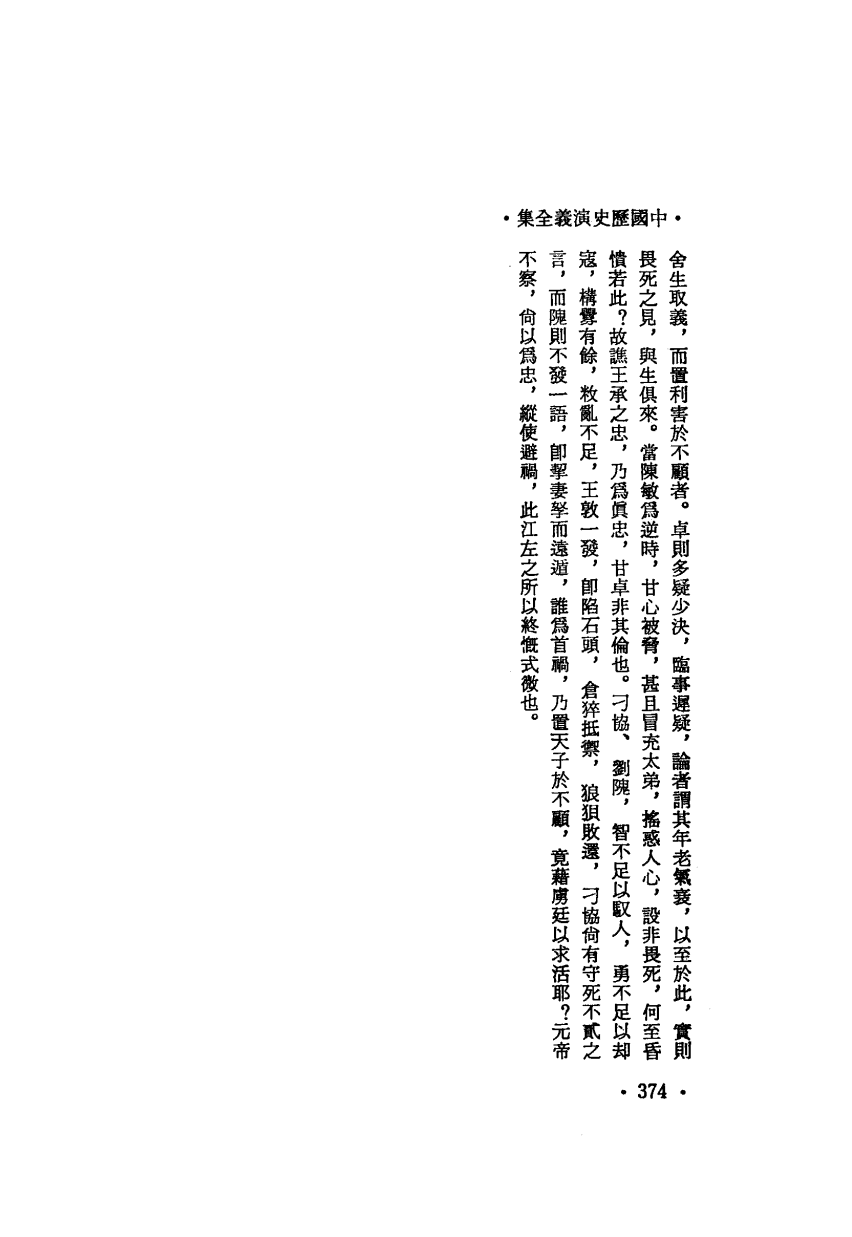 •中國歷史演義全集•
舍生取義，而置利害於不顧者。卓則多疑少決，臨事遲疑，論者謂其年老氣衰，以至於此，實則
畏死之見，與生俱來。當陳敏爲逆時，甘心被脅，甚且冒充太弟，搖惑人心，設非畏死，何至昏
憒若此？故譙王承之忠，乃爲眞忠，甘卓非其倫也。刁協、劉隗，智不足以馭人，勇不足以却
寇，構釁有餘，敉亂不足，王敦一發，卽陷石頭，倉猝抵禦，狼狽敗還，刁協尙有守死不貳之
言，而隗則不發一語，卽挈妻孥而遠遁，誰爲首禍，乃置天子於不顧，竟藉虜廷以求活耶？元帝
不察，尙以爲忠，縱使避禍，此江左之所以終慨式微也。
• 374 •